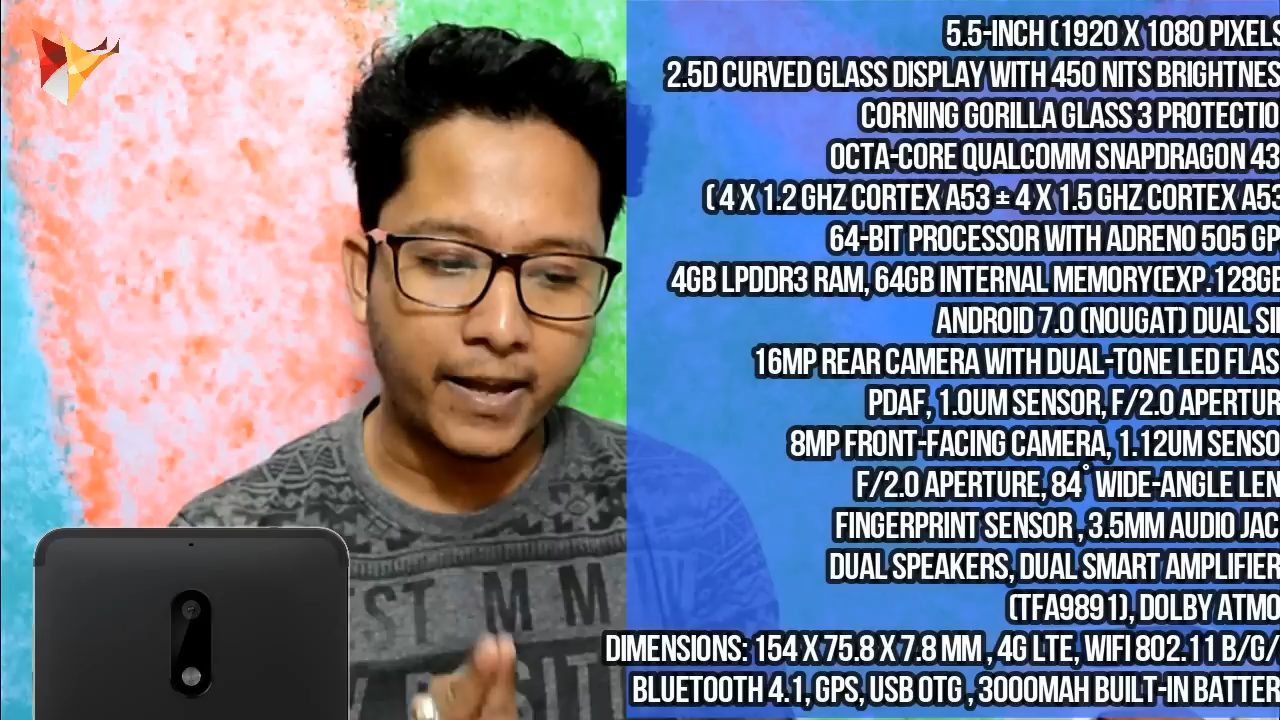 5.5-INCH (1920 X 1080 PIXELS
2.5D CURVED GLASS DISPLAY WITH 450 NITS BRIGHTNES
CORNING GORILLA GLASS 3 PROTECTIO
OCTA-CORE QUALCOMM SNAPDRAGON 43
( 4 X 1.2 GHZ CORTEX A53 ± 4 X 1.5 GHZ CORTEX A53
64-BIT PROCESSOR WITH ADRENO 505 GP
4GB LPDDR3 RAM, 64GB INTERNAL MEMORY(EXP.128GB
ANDROID 7.0 (NOUGAT) DUAL SI
16MP REAR CAMERA WITH DUAL-TONE LED FLAS
PDAF, 1.0UM SENSOR, F/2.0 APERTUR
8MP FRONT-FACING CAMERA, 1.12UM SENSO
F/2.0 APERTURE, 84° WIDE-ANGLE LEN
FINGERPRINT SENSOR , 3.5MM AUDIO JAC
DUAL SPEAKERS, DUAL SMART AMPLIFIER
(TFA9891), DOLBY ATMO
DIMENSIONS: 154 X 75.8 X 7.8 MM , 4G LTE, WIFI 802.11 B/G/
BLUETOOTH 4.1, GPS, USB OTG , 3000MAH BUILT-IN BATTER